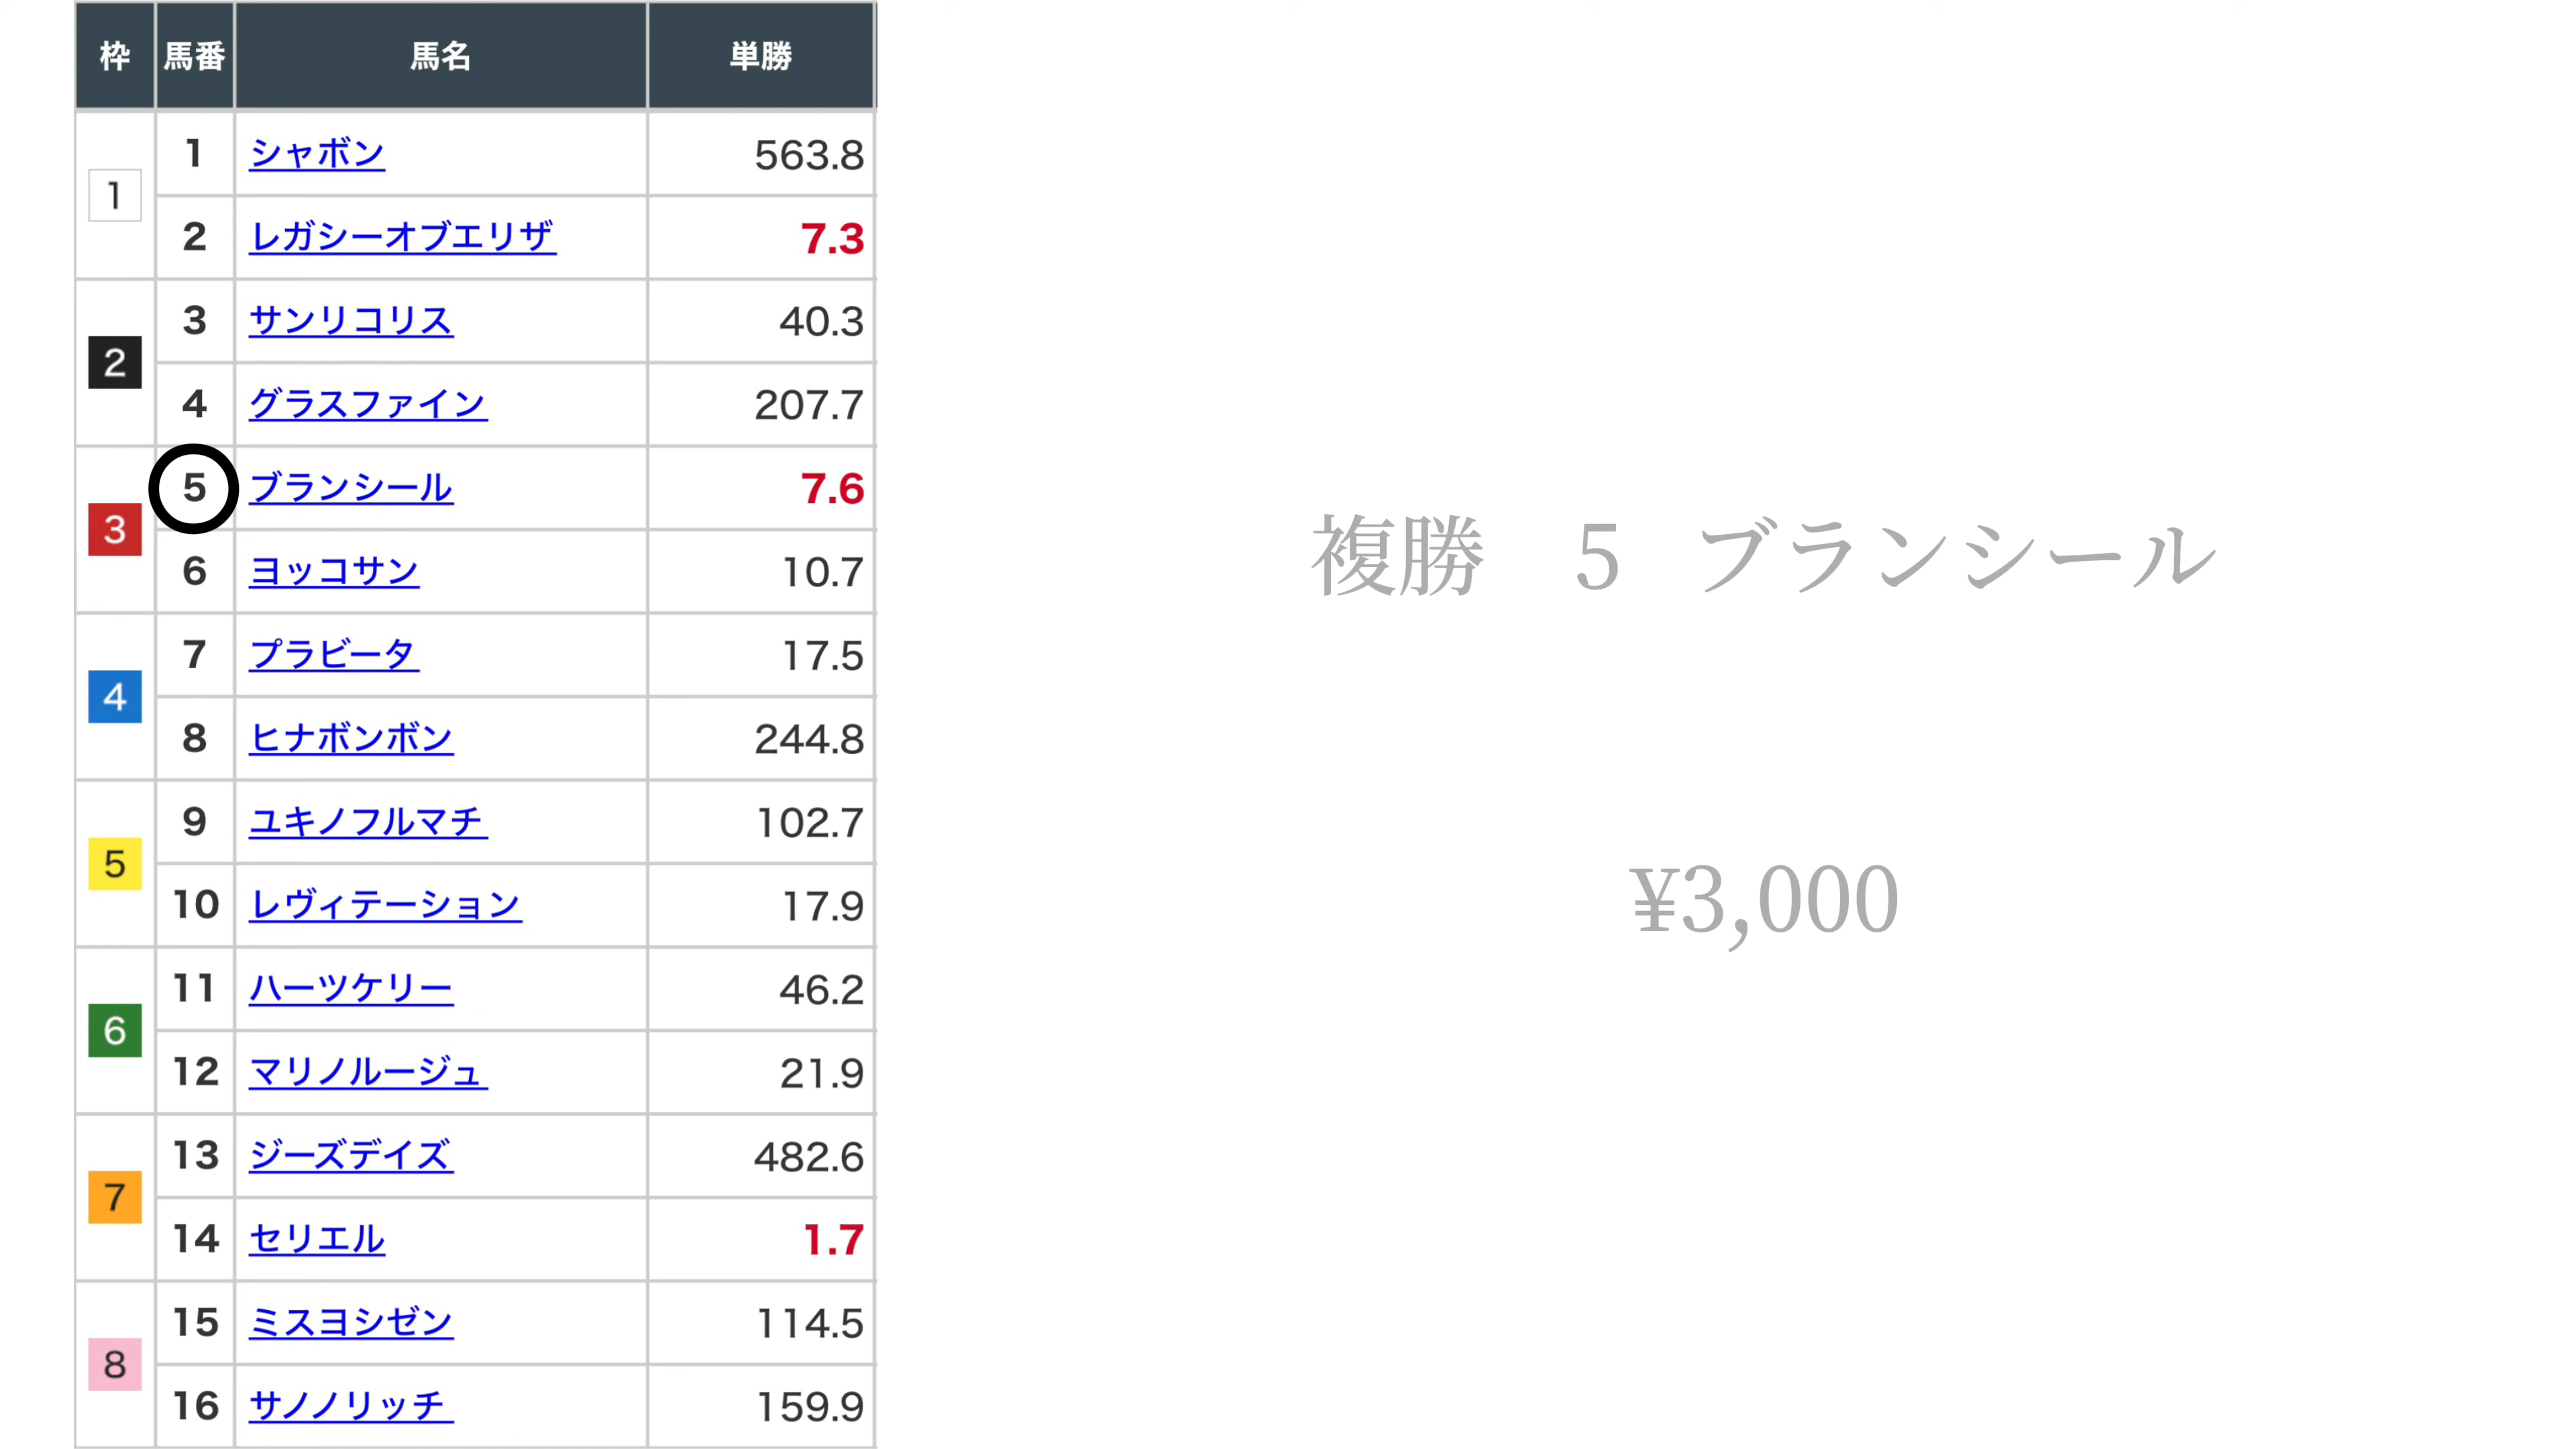 枠 馬番 馬名 単勝
1 1 シャボン 563.8
2 レガシーオブエリザ 7.3
2 3 サンリコリス 40.3
4 グラスファイン 207.7
3 5 ブランシール 7.6
6 ヨッコサン 10.7
4 7 プラビータ 17.5
8 ヒナボンボン 244.8
5 9 ユキノフルマチ 102.7
10 レヴィテーション 17.9
6 11 ハーツケリー 46.2
12 マリノルージュ 21.9
7 13 ジーズデイズ 482.6
14 セリエル 1.7
8 15 ミスヨシゼン 114.5
16 サノノリッチ 159.9
複勝 5 ブランシール
¥3,000